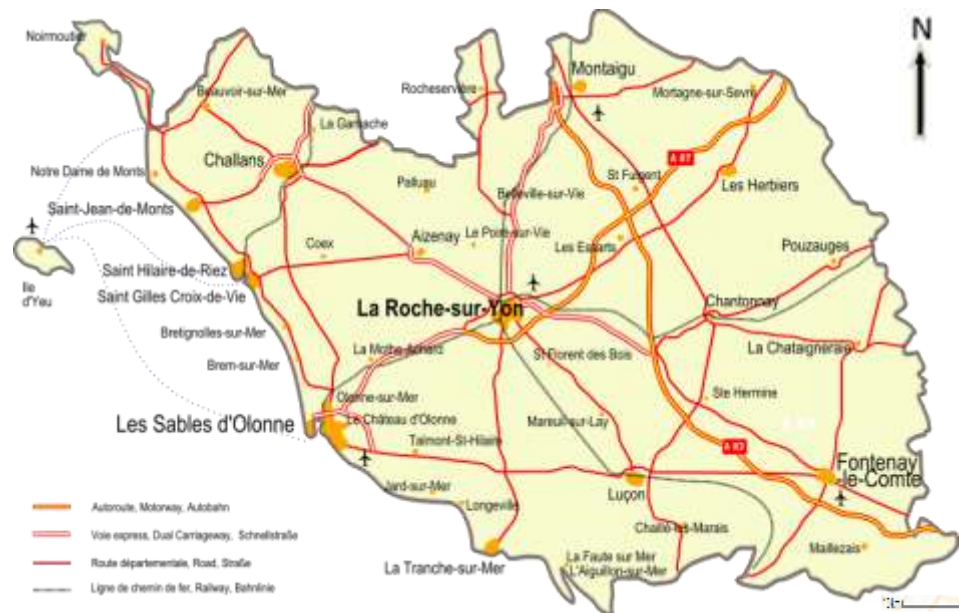 N
Noirmoutier
Montaigu
Rocheservière
Mortagne-sur-Sevre
Beauvoir-sur-Mer
La Garnache
Challans
A 87
Notre Dame de Monts
Palluau
St Fulgent
Les Herbiers
Belleville-sur-Vie
Saint-Jean-de-Monts
Aizenay
Le Poire-sur-Vie
Coex
Les Essarts
Pouzauges
Saint Hilaire-de-Riez
Ile
d'Yeu
Saint Gilles Croix-de-Vie
La Roche-sur-Yon
Chantonnay
Bretignolles-sur-Mer
La Chataigneraie
La Mothe-Achard
St Florent des Bois
Brem-sur-Mer
Olonne-sur-Mer
Ste Hermine
Les Sables d'Olonne
Le Château d'Olonne
Mareuil-sur-Lay
Talmont-St-Hilaire
A 83
Fontenay
-le-Comte
Jard-sur-Mer
Luçon
Longeville
Autoroute, Motorway, Autobahn
Chaillé-les-Marais
Voie express, Dual Carriageway, Schnellstraße
Maillezais
La Faute sur Mer
Route départementale, Road, Straße
La Tranche-sur-Mer
L'Aiguillon-sur-Mer
Ligne de chemin de fer, Railway, Bahnlinie